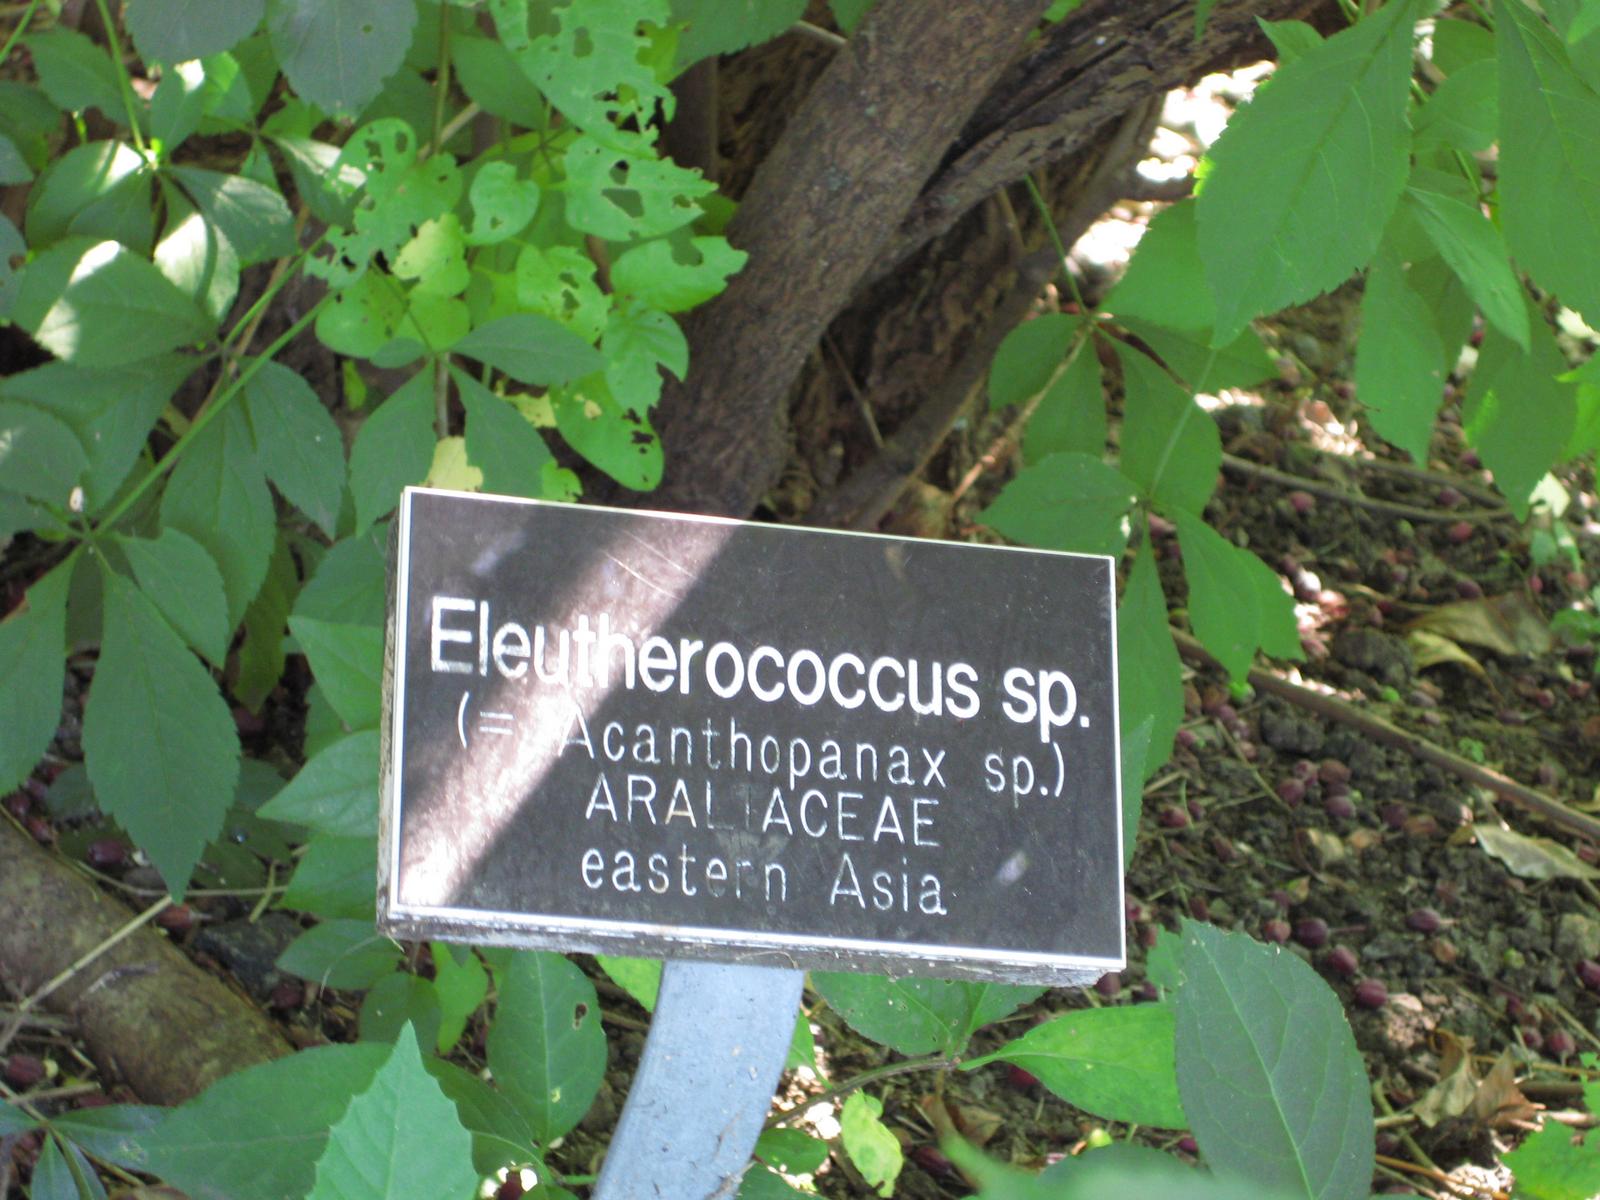 Eleutherococcus sp.
(= Acanthopanax sp.)
ARALIACEAE
eastern Asia